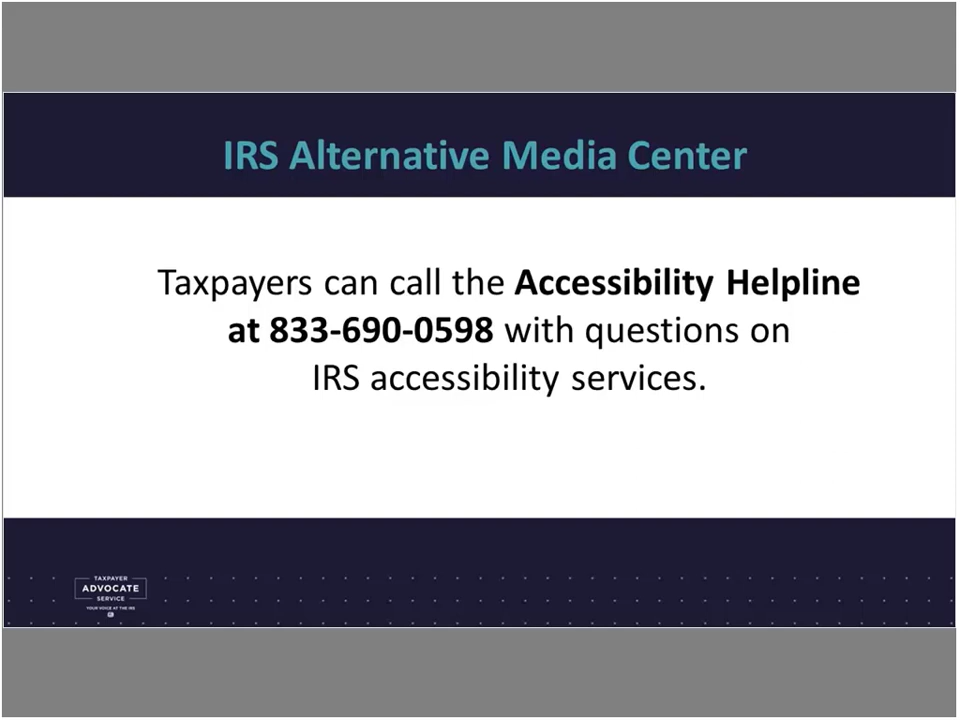 IRS Alternative Media Center
Taxpayers can call the Accessibility Helpline
at 833-690-0598 with questions on
IRS accessibility services.
TAXPAYER
ADVOCATE
SERVICE
YOUR VOICE AT THE IRS